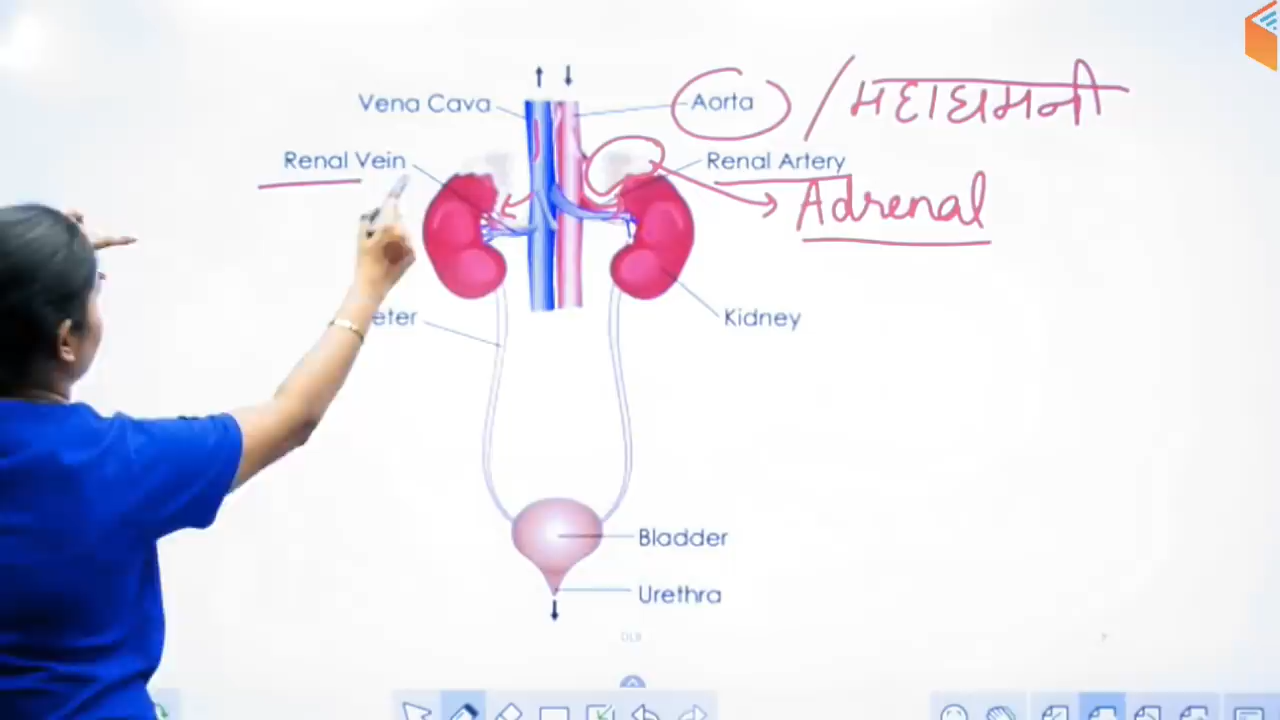 Vena Cava
Aorta
/महाधमनी
Renal Vein
Renal Artery
Adrenal
eter
Kidney
Bladder
Urethra